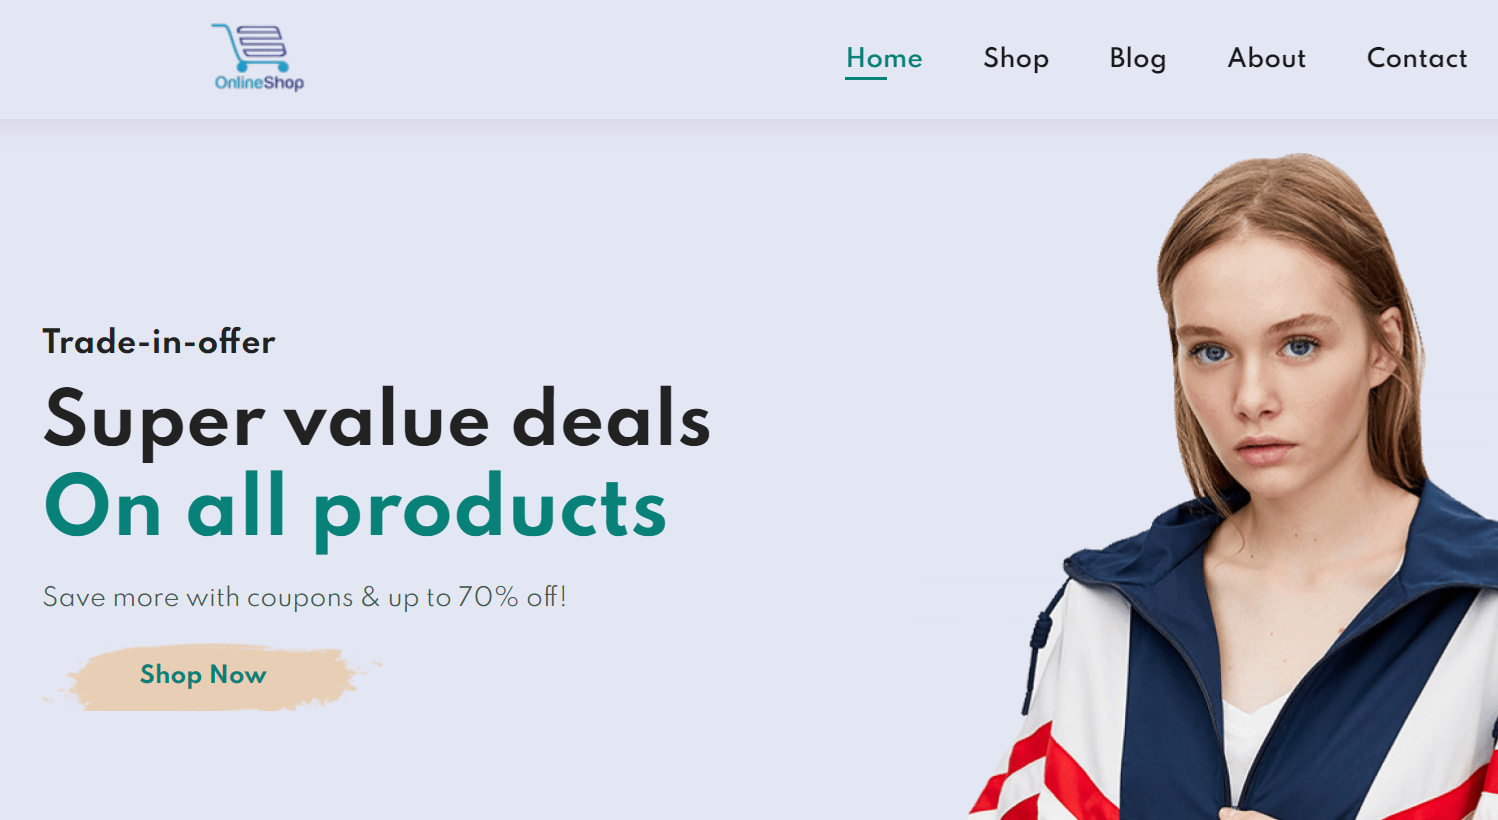 OnlineShop
Home Shop Blog About Contact
Trade-in-offer
Super value deals
On all products
Save more with coupons & up to 70% off!
Shop Now